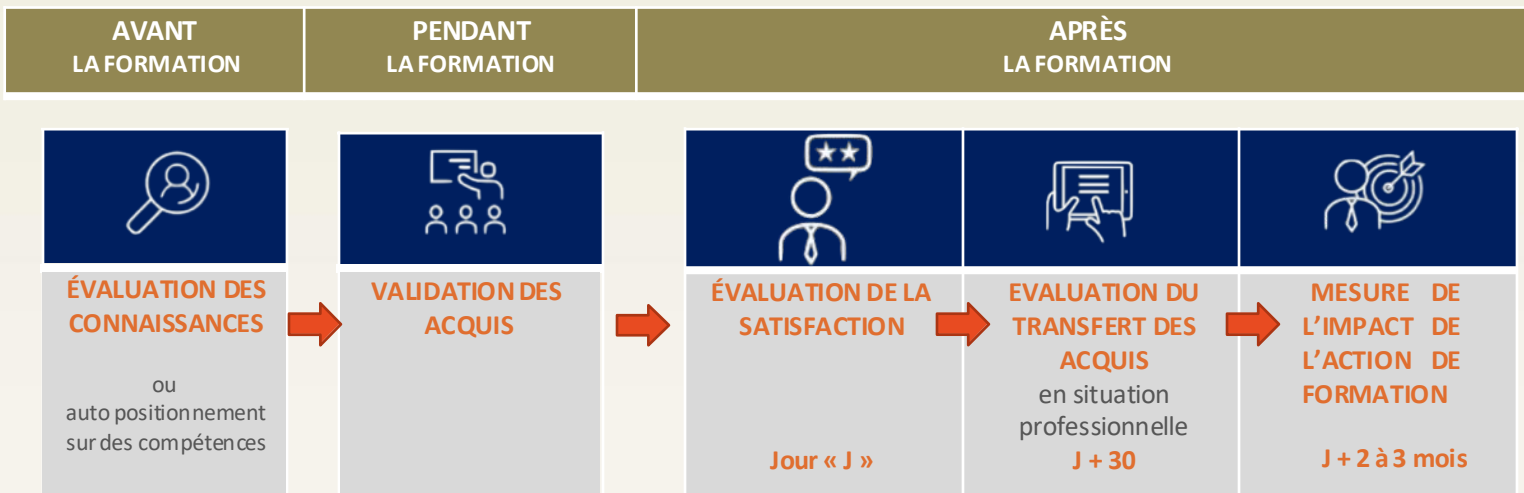 AVANT
LA FORMATION
PENDANT
LA FORMATION
APRÈS
LA FORMATION
ÉVALUATION DES
CONNAISSANCES
ou
auto positionnement
sur des compétences
VALIDATION DES
ACQUIS
ÉVALUATION DE LA
SATISFACTION
Jour « J »
EVALUATION DU
TRANSFERT DES
ACQUIS
en situation
professionnelle
J + 30
MESURE DE
L’IMPACT DE
L’ACTION DE
FORMATION
J + 2 à 3 mois